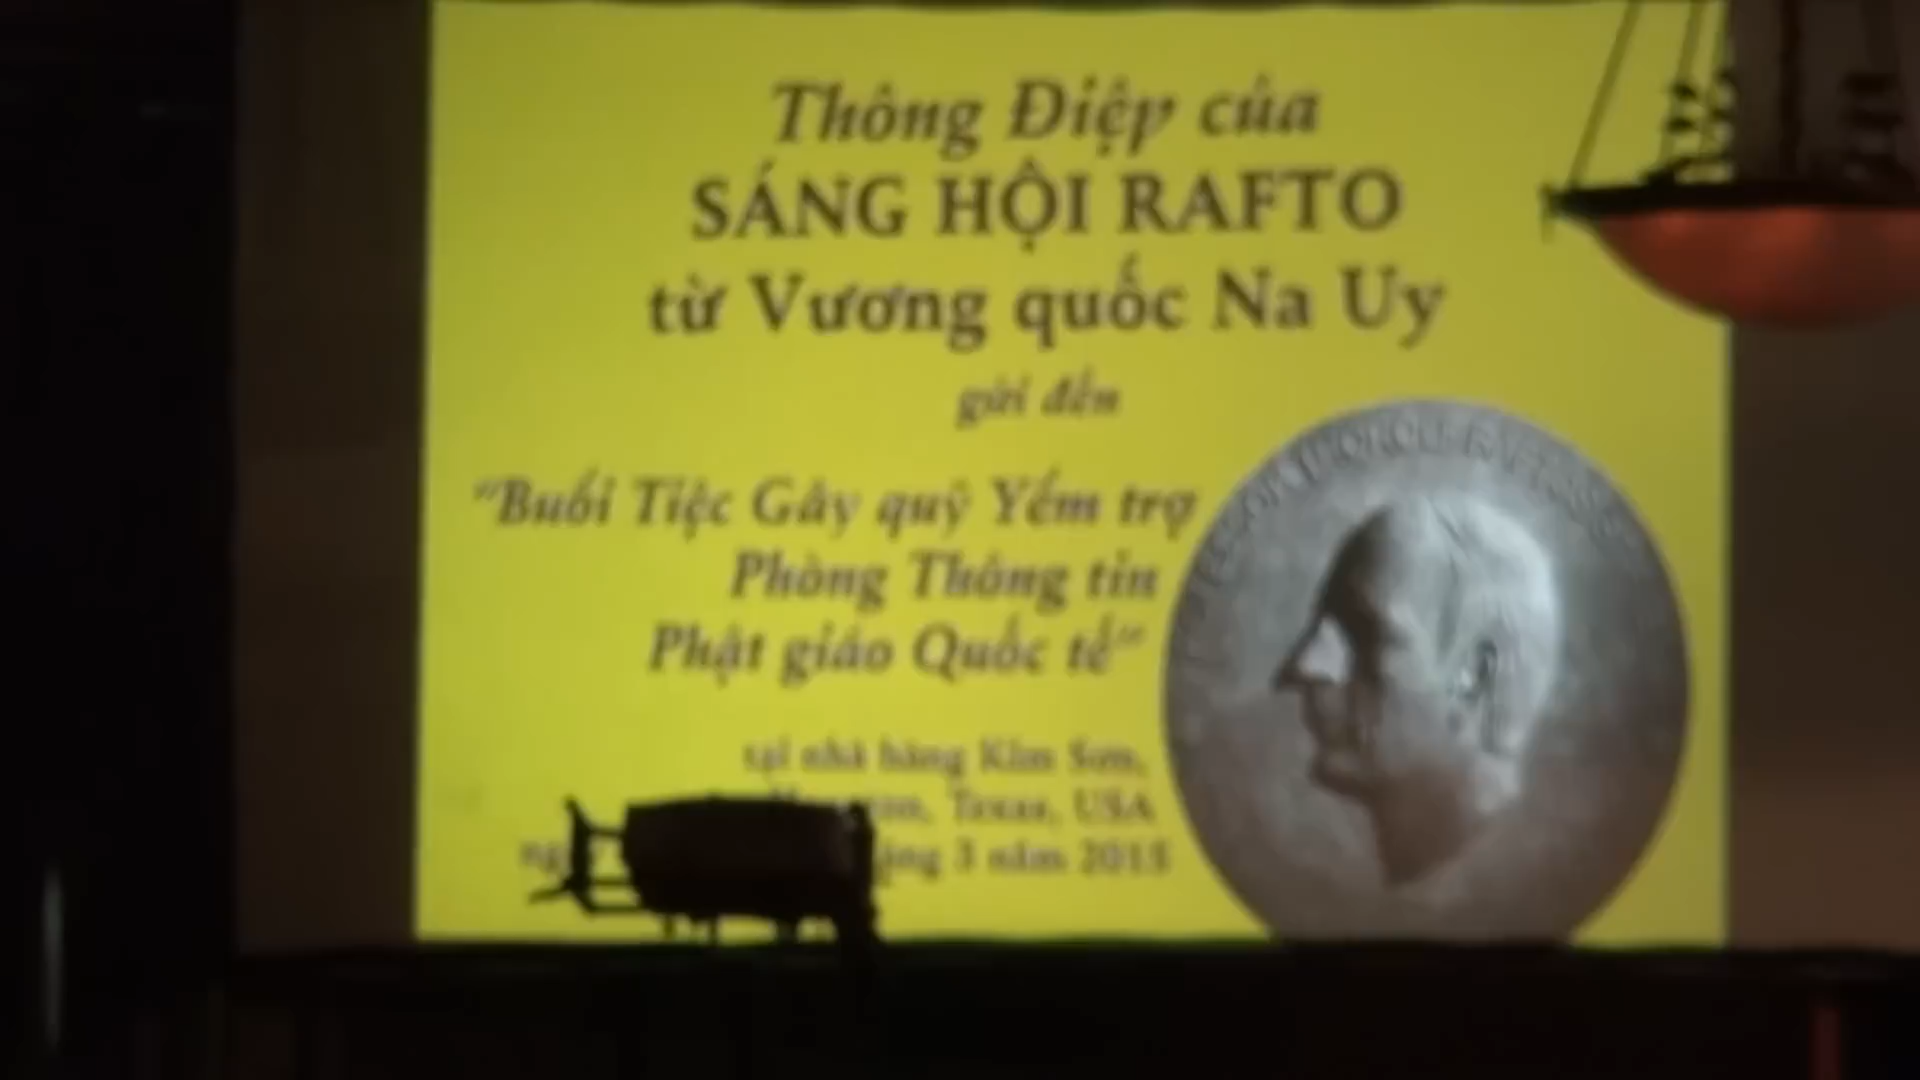 Thông Điệp của
SÁNG HỘI RAFTO
từ Vương quốc Na Uy
gửi đến
"Buổi Tiệc Gây quỹ Yểm trợ
Phòng Thông tin
Phật giáo Quốc tế"
tại nhà hàng Kim Sơn,
Texas, USA
3 năm 2015